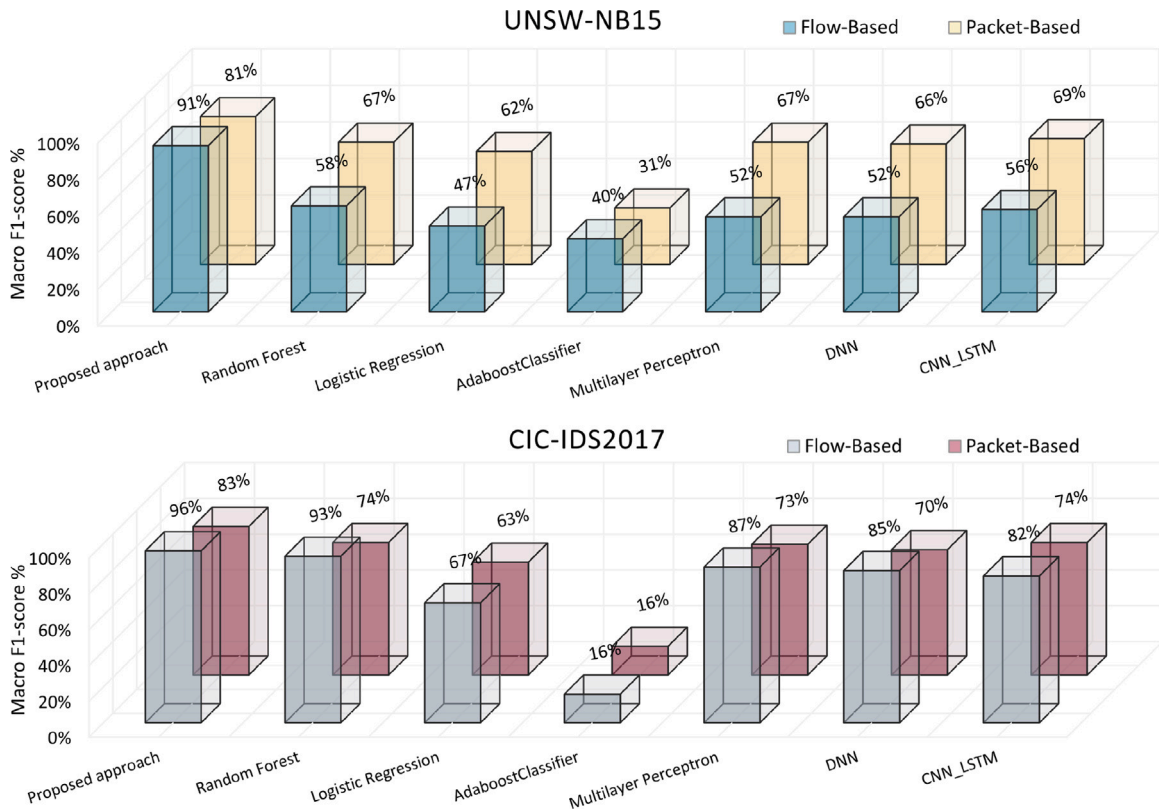 UNSW-NB15
Flow-Based Packet-Based
Macro F1-score %
100%
80%
60%
40%
20%
0%
91% 81%
58% 67%
47% 62%
40% 31%
52% 67%
52% 66%
56% 69%
Proposed approach
Random Forest
Logistic Regression
AdaboostClassifier
Multilayer Perceptron
DNN
CNN_LSTM
CIC-IDS2017
Flow-Based Packet-Based
Macro F1-score %
100%
80%
60%
40%
20%
0%
96% 83%
93% 74%
67% 63%
16% 16%
87% 73%
85% 70%
82% 74%
Proposed approach
Random Forest
Logistic Regression
AdaboostClassifier
Multilayer Perceptron
DNN
CNN_LSTM